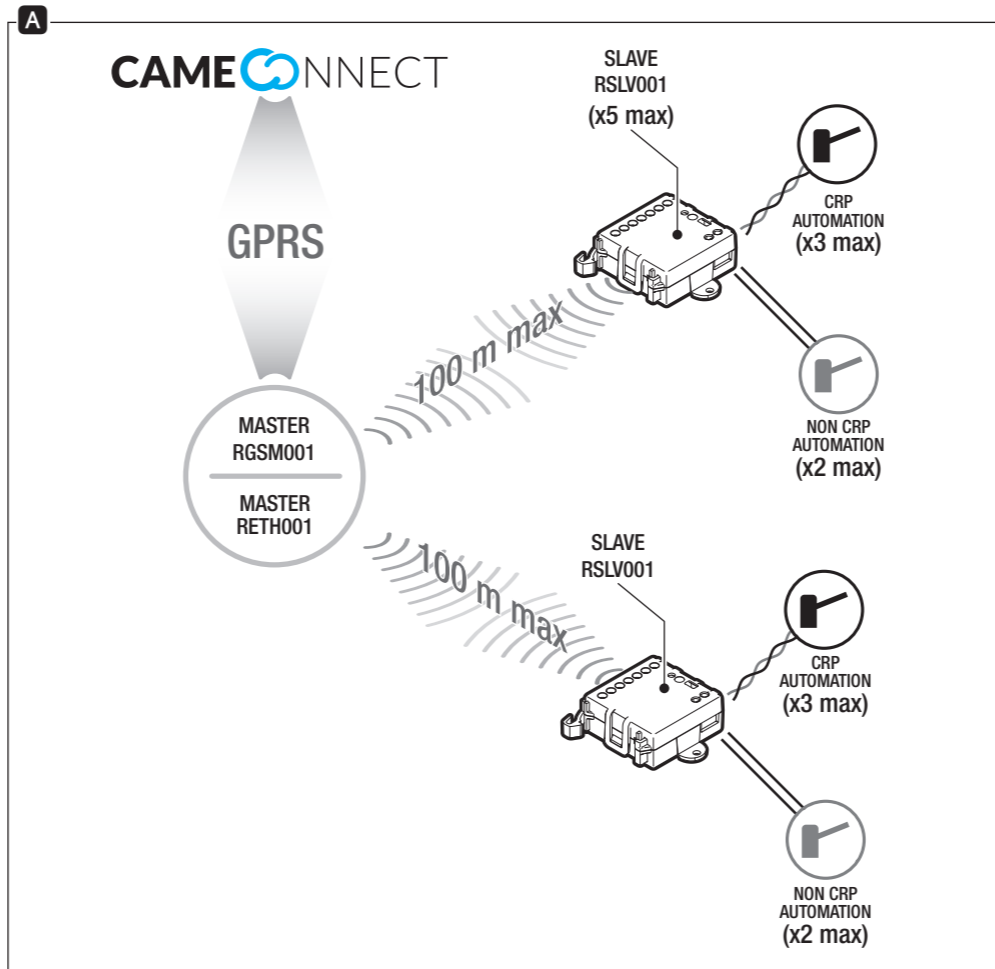 A
CAMECONNECT
GPRS
SLAVE
RSLV001
(x5 max)
CRP
AUTOMATION
(x3 max)
100 m max
NON CRP
AUTOMATION
(x2 max)
MASTER
RGSM001
MASTER
RETH001
100 m max
SLAVE
RSLV001
CRP
AUTOMATION
(x3 max)
NON CRP
AUTOMATION
(x2 max)